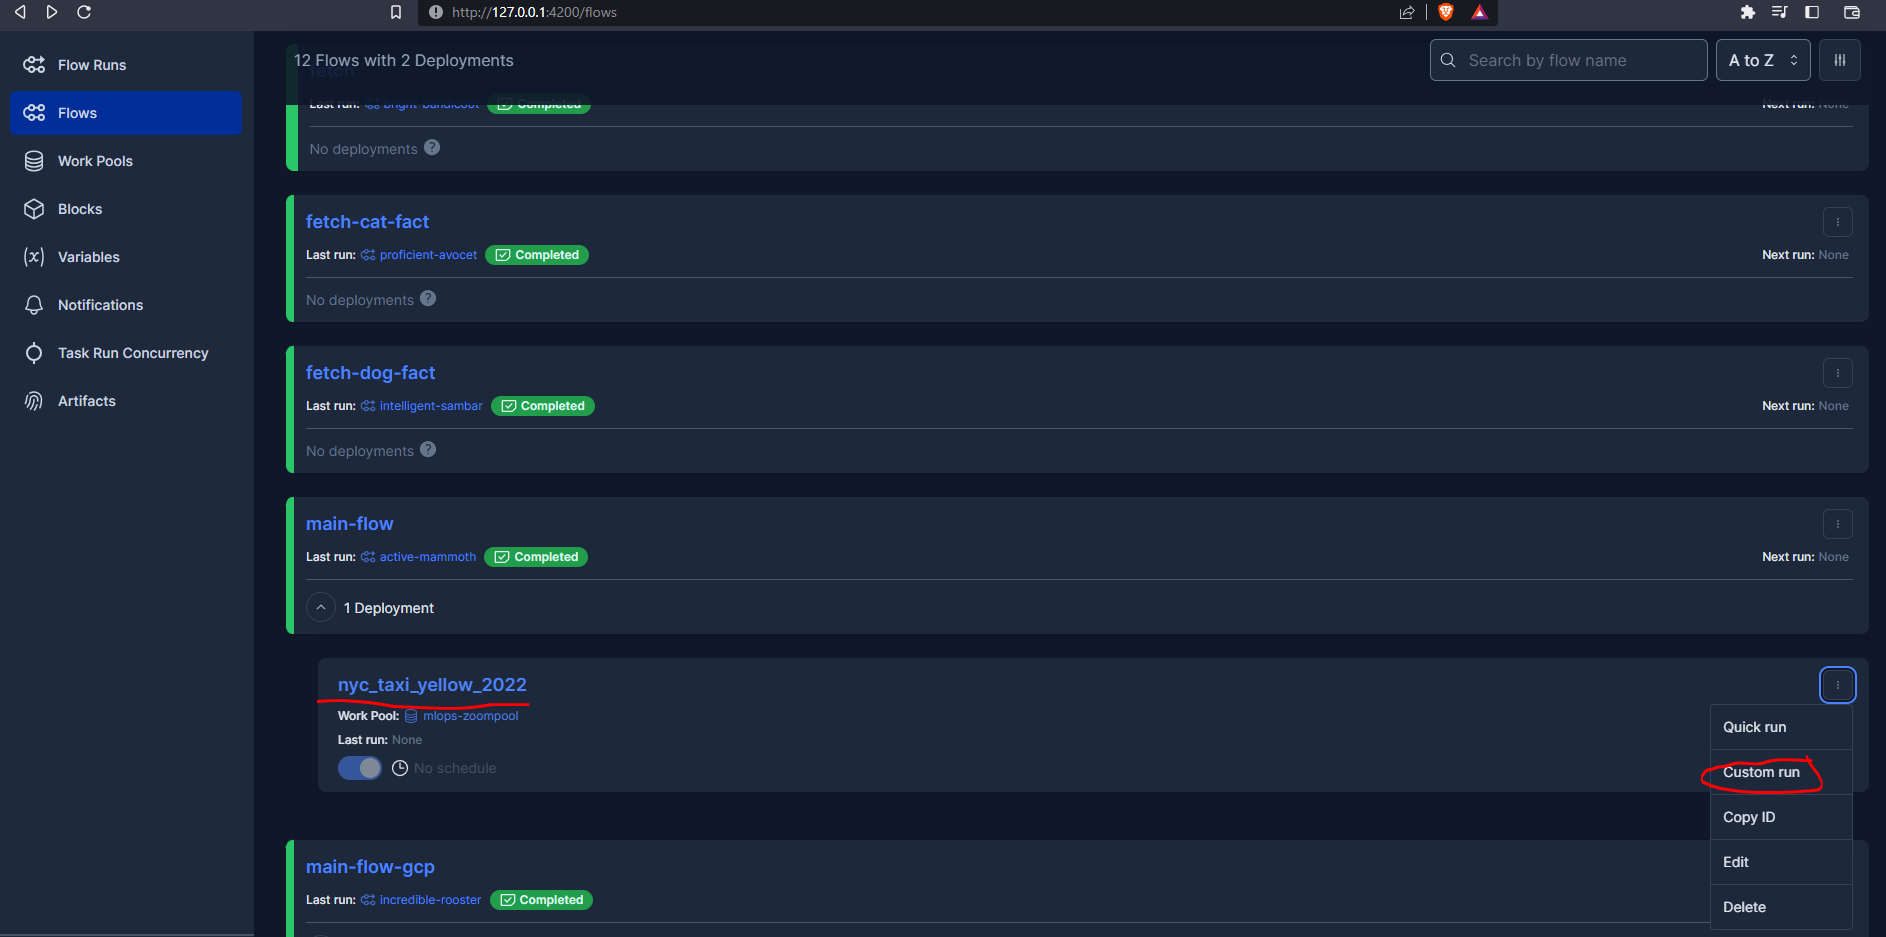 http://127.0.0.1:4200/flows
Flow Runs
Flows
Work Pools
Blocks
Variables
Notifications
Task Run Concurrency
Artifacts
12 Flows with 2 Deployments
Search by flow name
A to Z
fetch
Last run: bright-bandicoot Completed
Next run: None
No deployments ?
fetch-cat-fact
Last run: proficient-avocet Completed
Next run: None
No deployments ?
fetch-dog-fact
Last run: intelligent-sambar Completed
Next run: None
No deployments ?
main-flow
Last run: active-mammoth Completed
Next run: None
1 Deployment
nyc_taxi_yellow_2022
Work Pool: mlops-zoompool
Last run: None
No schedule
Quick run
Custom run
Copy ID
Edit
Delete
main-flow-gcp
Last run: incredible-rooster Completed